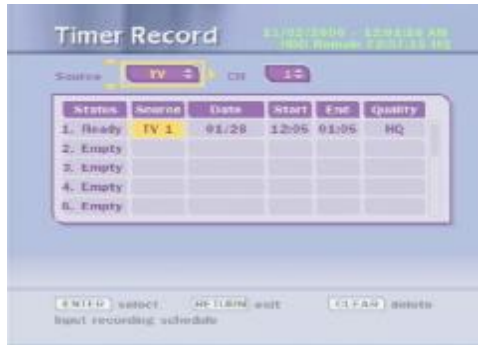 Timer Record
Source TV CH 1
Status Source Date Start End Quality
1. Ready TV 1 01/28 12:05 01:05 HQ
2. Empty
3. Empty
4. Empty
5. Empty
ENTER select RETURN exit CLEAR delete
Input recording schedule